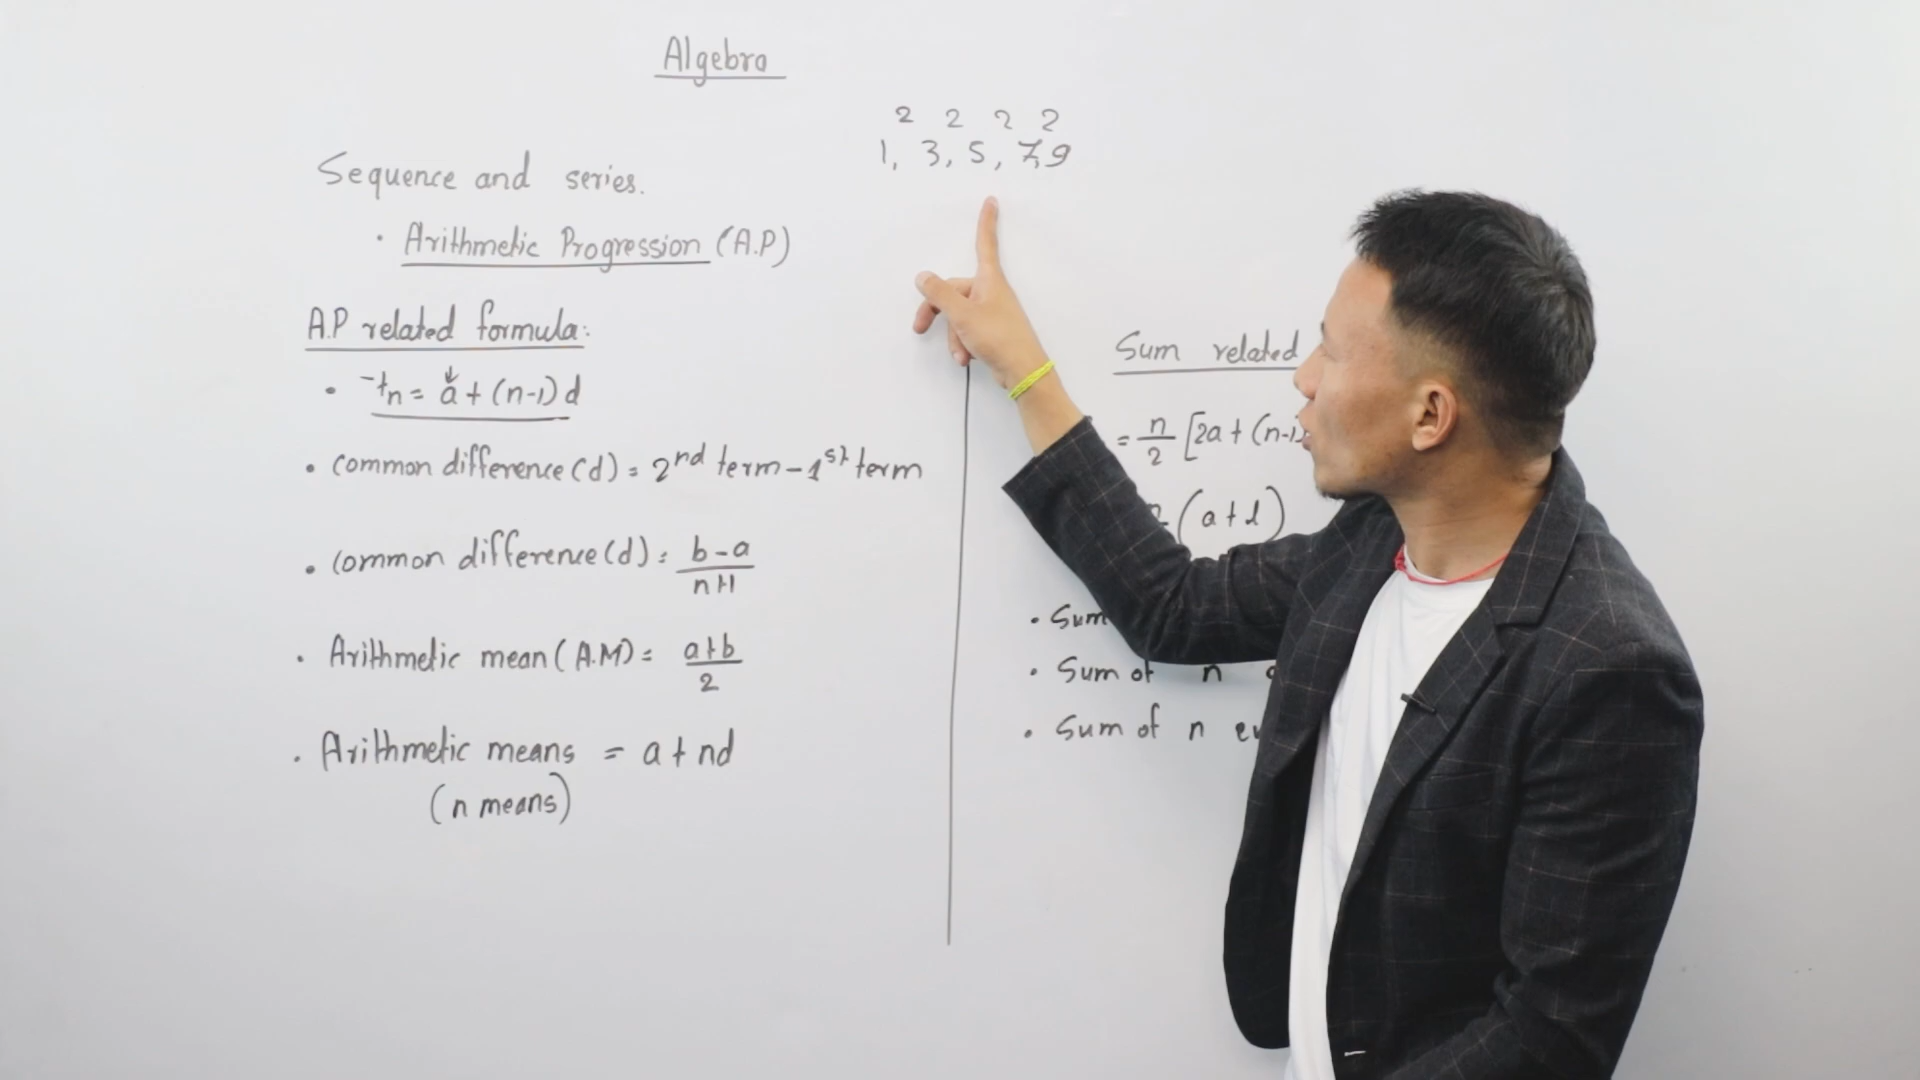 Algebra
2 2 2 2
1, 3, 5, 7, 9
Sequence and series.
• Arithmetic Progression (A.P)
A.P related formula:
• tn = a + (n-1) d
• Common difference (d) = 2nd term - 1st term
• Common difference (d) = b-a / n+1
• Arithmetic mean (A.M) = a+b / 2
• Arithmetic means = a + nd
(n means)
Sum related
= n/2 [2a + (n-1)
(a + l)
• Sum
• Sum of n
• Sum of n